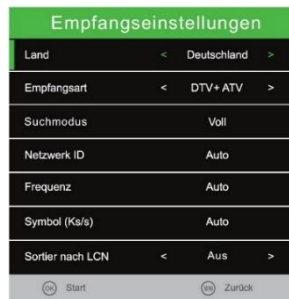 Empfangseinstellungen
Land < Deutschland >
Empfangsart < DTV+ ATV >
Suchmodus Voll
Netzwerk ID Auto
Frequenz Auto
Symbol (Ks/s) Auto
Sortier nach LCN < Aus >
OK Start Zurück